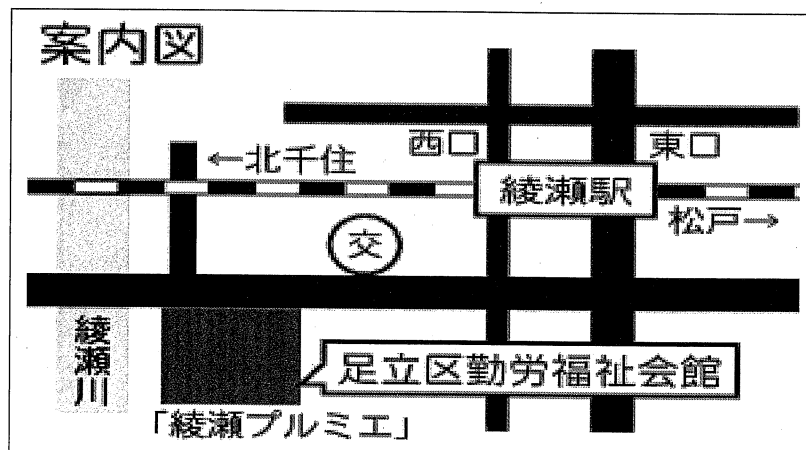 案内図
西口
東口
←北千住
綾瀬駅
松戸→
交
綾瀬川
足立区勤労福祉会館
「綾瀬プルミエ」